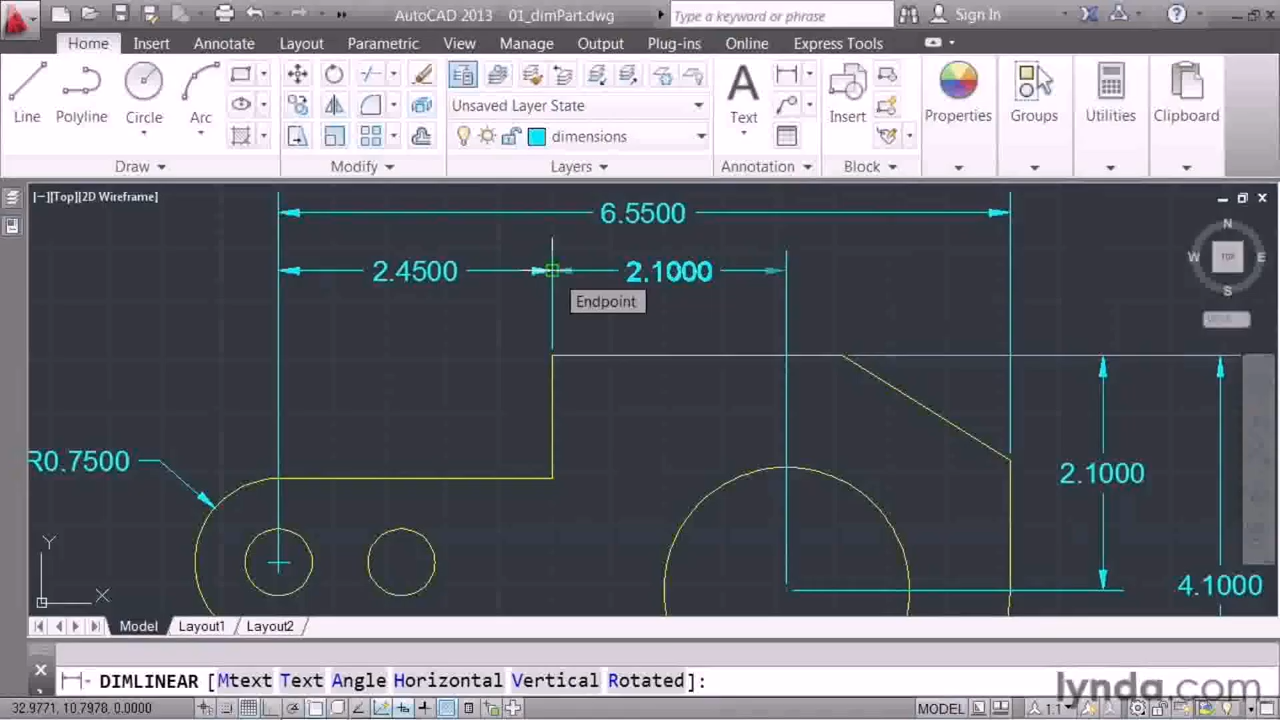 AutoCAD 2013 01_dimPart.dwg Type a keyword or phrase Sign In
Home Insert Annotate Layout Parametric View Manage Output Plug-ins Online Express Tools
Unsaved Layer State
Line Polyline Circle Arc Text Insert Properties Groups Utilities Clipboard
dimensions
Draw Modify Layers Annotation Block
[−][Top][2D Wireframe]
6.5500
N
W TOP E
S
2.4500 2.1000
Endpoint
R0.7500
2.1000
Y
4.1000
X
Model Layout1 Layout2
DIMLINEAR [Mtext Text Angle Horizontal Vertical Rotated]:
lynda.com
32.9771, 10.7978, 0.0000 MODEL 1:1